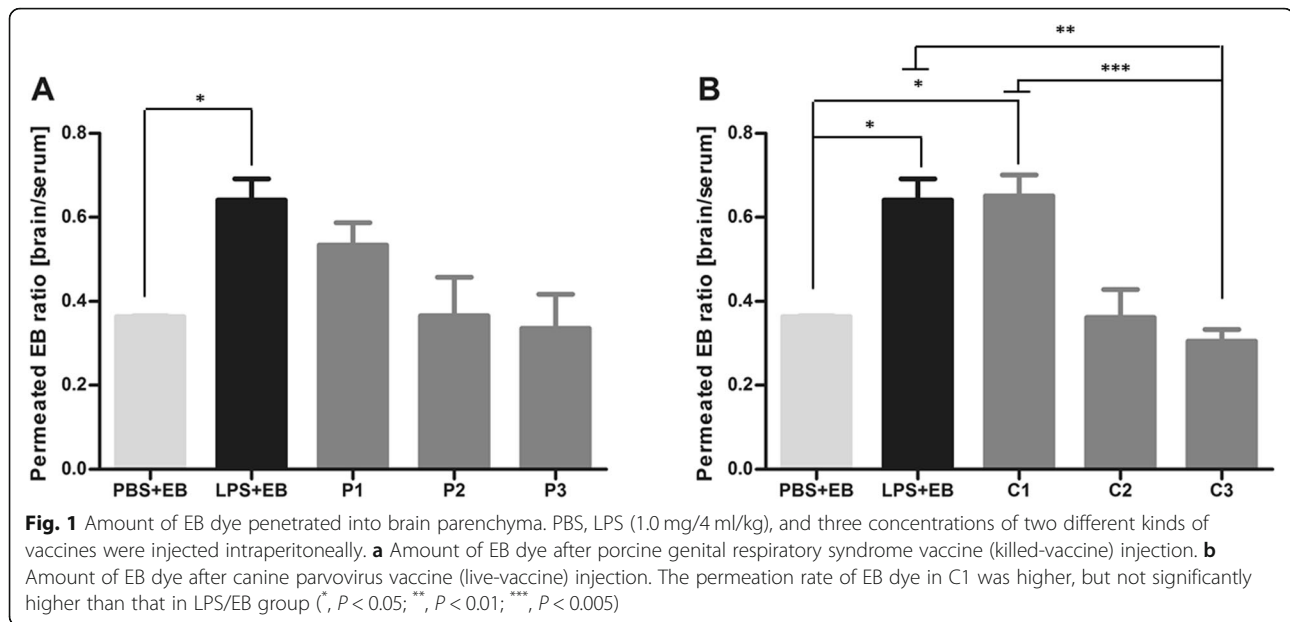 A
B
*
**
***
*
*
Permeated EB ratio [brain/serum]
0.8
0.6
0.4
0.2
0.0
PBS+EB LPS+EB P1 P2 P3
Permeated EB ratio [brain/serum]
0.8
0.6
0.4
0.2
0.0
PBS+EB LPS+EB C1 C2 C3
Fig. 1 Amount of EB dye penetrated into brain parenchyma. PBS, LPS (1.0 mg/4 ml/kg), and three concentrations of two different kinds of
vaccines were injected intraperitoneally. a Amount of EB dye after porcine genital respiratory syndrome vaccine (killed-vaccine) injection. b
Amount of EB dye after canine parvovirus vaccine (live-vaccine) injection. The permeation rate of EB dye in C1 was higher, but not significantly
higher than that in LPS/EB group (*, P < 0.05; **, P < 0.01; ***, P < 0.005)